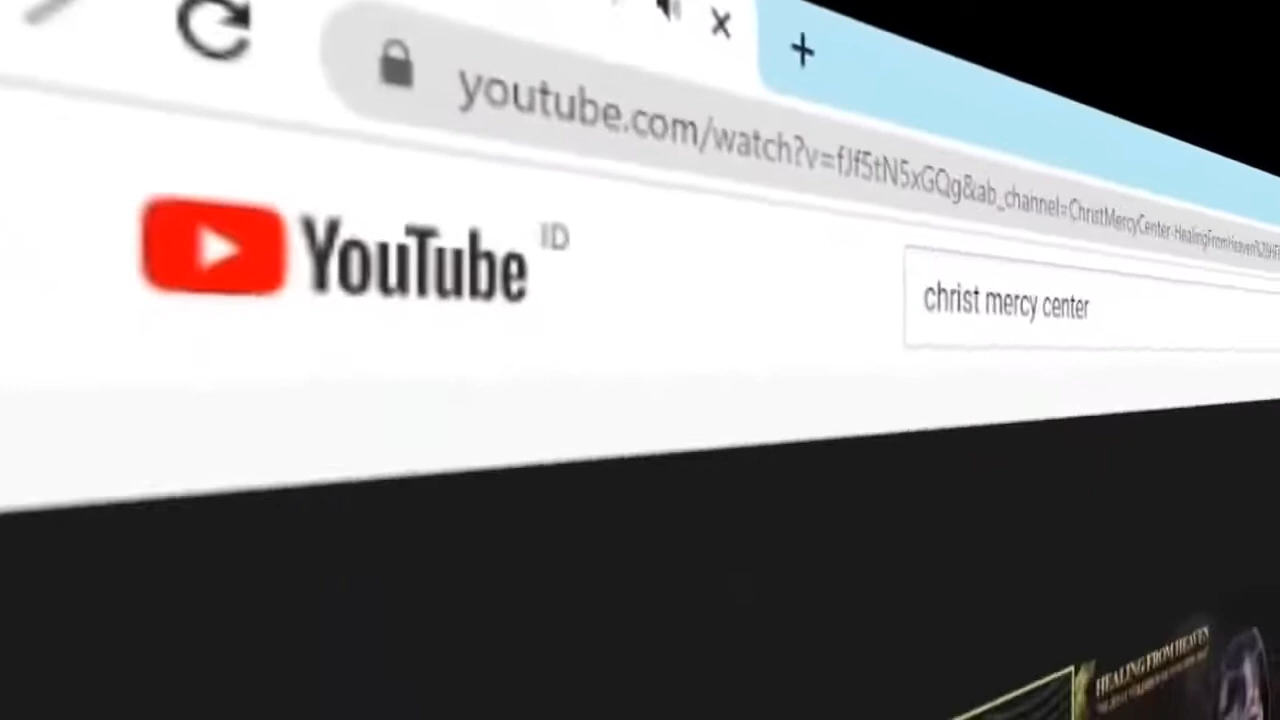 youtube.com/watch?v=fJf5tN5xGQg&ab_channel=ChristMercyCenter-HealingFromHeaven
YouTube ID
christ mercy center
HEALING FROM HEAVEN